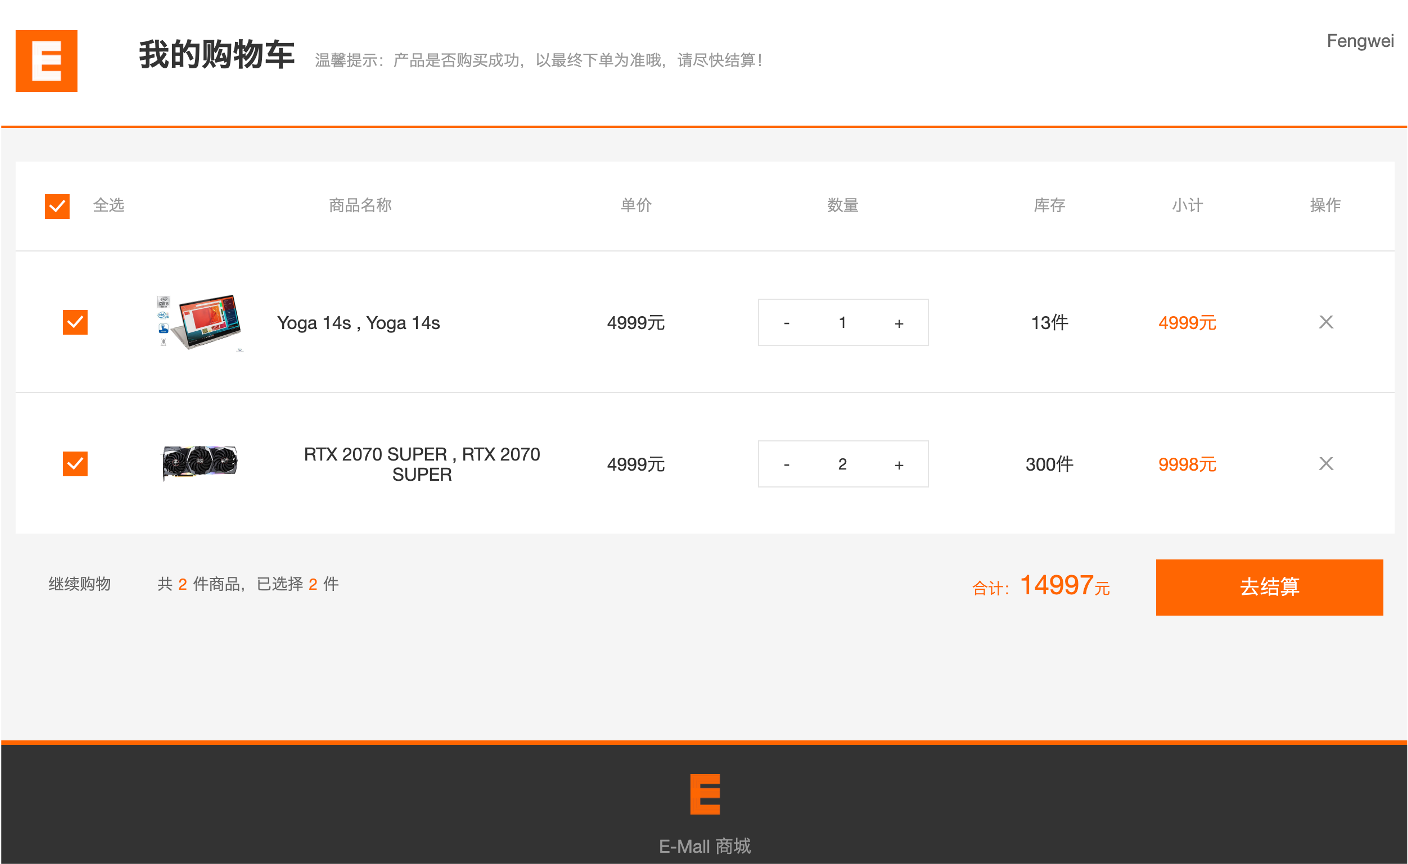 E
我的购物车 温馨提示：产品是否购买成功，以最终下单为准哦，请尽快结算！
Fengwei
全选 商品名称 单价 数量 库存 小计 操作
Yoga 14s , Yoga 14s 4999元 - 1 + 13件 4999元
RTX 2070 SUPER , RTX 2070
SUPER
4999元 - 2 + 300件 9998元
继续购物 共 2 件商品，已选择 2 件 合计：14997元 去结算
E
E-Mall 商城